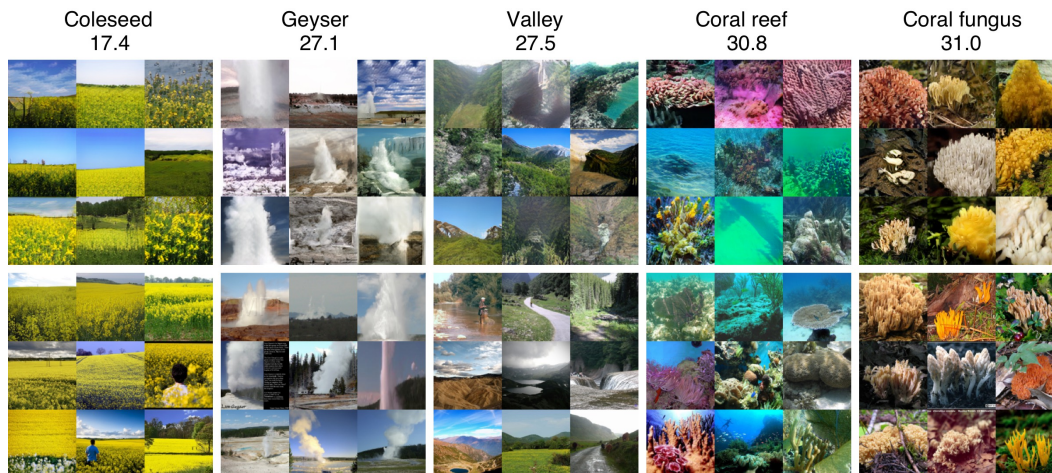 Coleseed
17.4
Geyser
27.1
Valley
27.5
Coral reef
30.8
Coral fungus
31.0